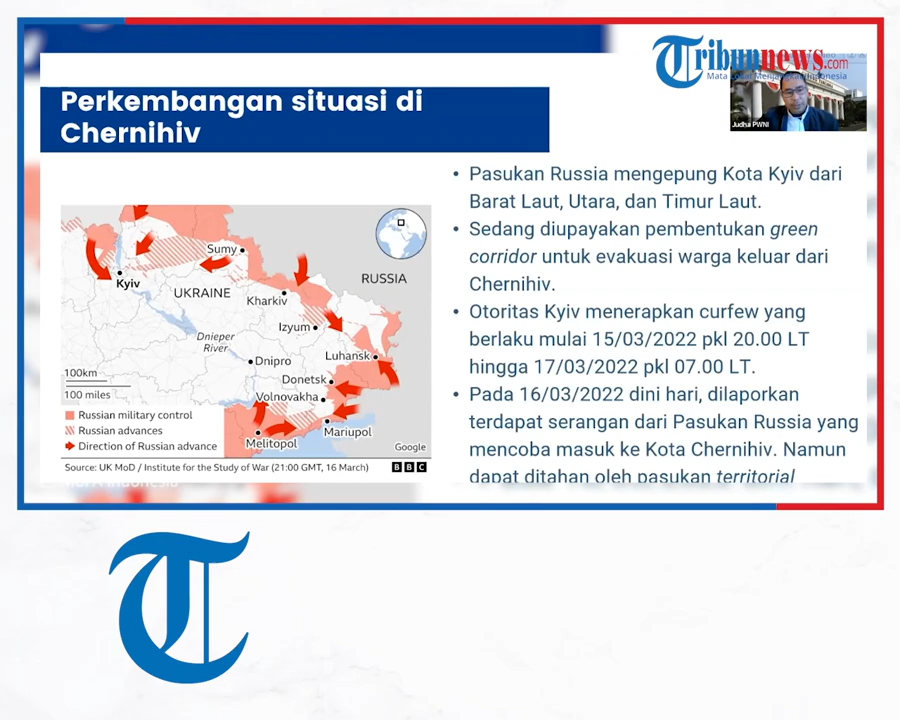 Tribunnews.com
Mata Lokal Menjangkau Indonesia
Judha PWNI
Perkembangan situasi di
Chernihiv
Sumy
Kyiv
UKRAINE
RUSSIA
Kharkiv
Izyum
Dnieper
River
Luhansk
Dnipro
Donetsk
Volnovakha
Mariupol
Melitopol
100km
100 miles
Russian military control
Russian advances
Direction of Russian advance
Google
Source: UK MoD / Institute for the Study of War (21:00 GMT, 16 March)
BBC
• Pasukan Russia mengepung Kota Kyiv dari
Barat Laut, Utara, dan Timur Laut.
• Sedang diupayakan pembentukan green
corridor untuk evakuasi warga keluar dari
Chernihiv.
• Otoritas Kyiv menerapkan curfew yang
berlaku mulai 15/03/2022 pkl 20.00 LT
hingga 17/03/2022 pkl 07.00 LT.
• Pada 16/03/2022 dini hari, dilaporkan
terdapat serangan dari Pasukan Russia yang
mencoba masuk ke Kota Chernihiv. Namun
dapat ditahan oleh pasukan territorial
T